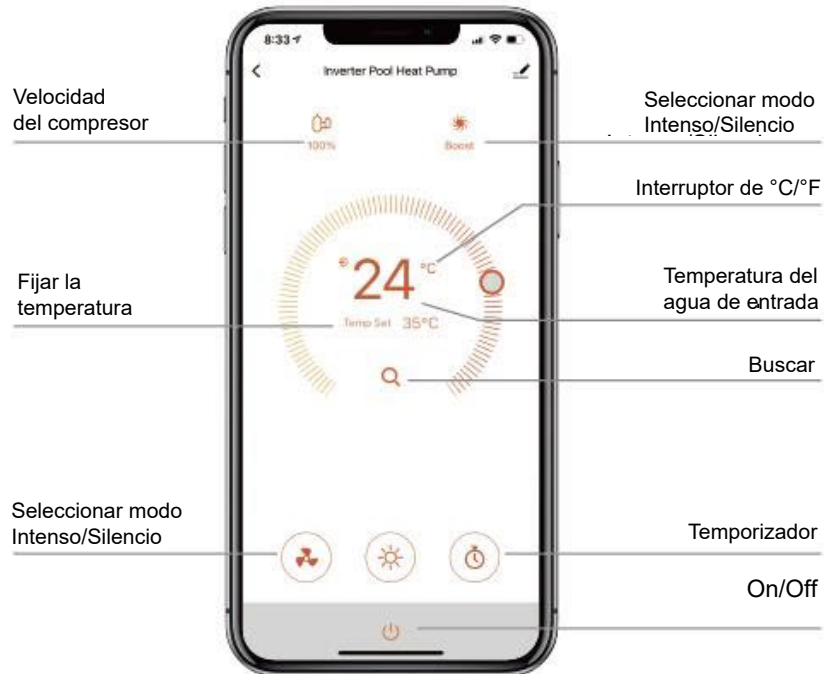 8:33
Inverter Pool Heat Pump
Velocidad
del compresor
100%
Boost
Seleccionar modo
Intenso/Silencio
Interruptor de °C/°F
24 °C
Temp Set 35°C
Fijar la
temperatura
Temperatura del
agua de entrada
Buscar
Seleccionar modo
Intenso/Silencio
Temporizador
On/Off